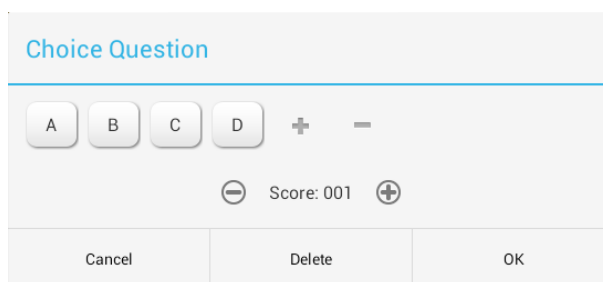 Choice Question
A B C D + −
Score: 001
Cancel Delete OK